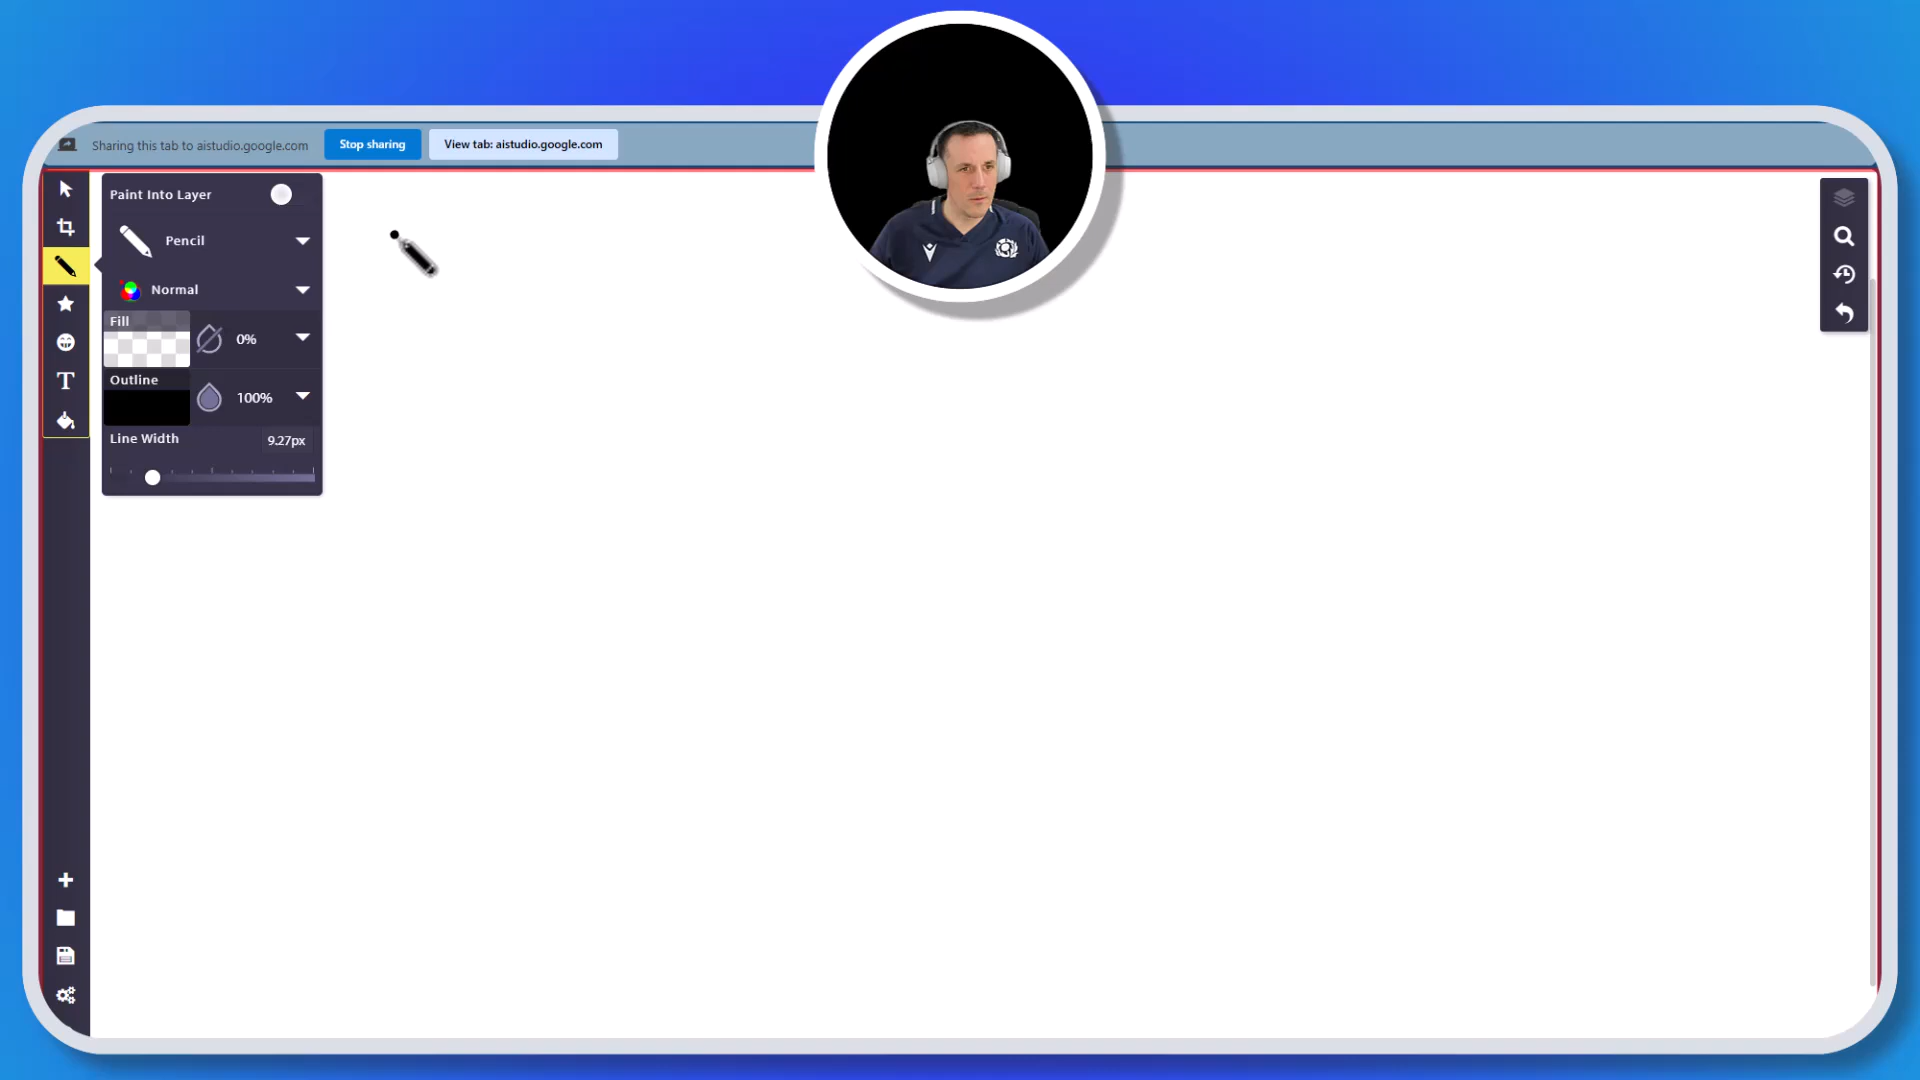 Sharing this tab to aistudio.google.com
Stop sharing
View tab: aistudio.google.com
Paint Into Layer
Pencil
Normal
Fill
0%
Outline
100%
Line Width
9.27px
T